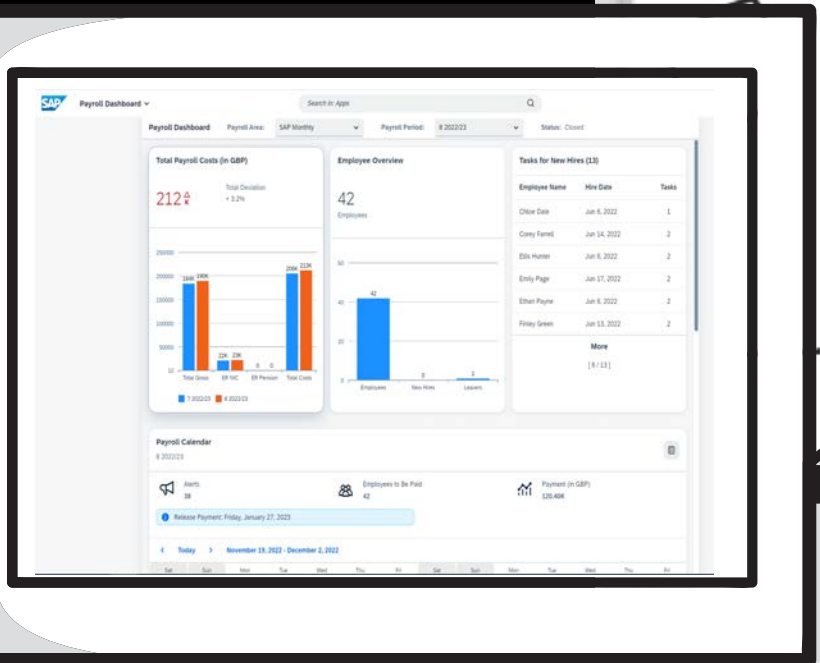 SAP Payroll Dashboard Search in: Apps
Payroll Dashboard Payroll Area: SAP Monthly Payroll Period: 8 2022/23 Status: Closed
Total Payroll Costs (in GBP)
212
K
Total Deviation
+ 3.2%
250000
200000
150000
100000
50000
0
184K 190K
22K 23K
0 0
206K 213K
Total Gross ER NIC ER Pension Total Costs
7 2022/23 8 2022/23
Employee Overview
42
Employees
60
40
20
0
42
0
1
Employees New Hires Leavers
Tasks for New Hires (13)
Employee Name Hire Date Tasks
Chloe Dale Jun 6, 2022 1
Corey Farrell Jun 14, 2022 2
Ellis Hunter Jun 8, 2022 2
Emily Page Jun 17, 2022 2
Ethan Payne Jun 6, 2022 2
Finley Green Jun 13, 2022 2
More
[ 6 / 13 ]
Payroll Calendar
8 2022/23
Alerts
38
Employees to Be Paid
42
Payment (in GBP)
120.40K
Release Payment: Friday, January 27, 2023
Today November 19, 2022 - December 2, 2022
Sat Sun Mon Tue Wed Thu Fri Sat Sun Mon Tue Wed Thu Fri